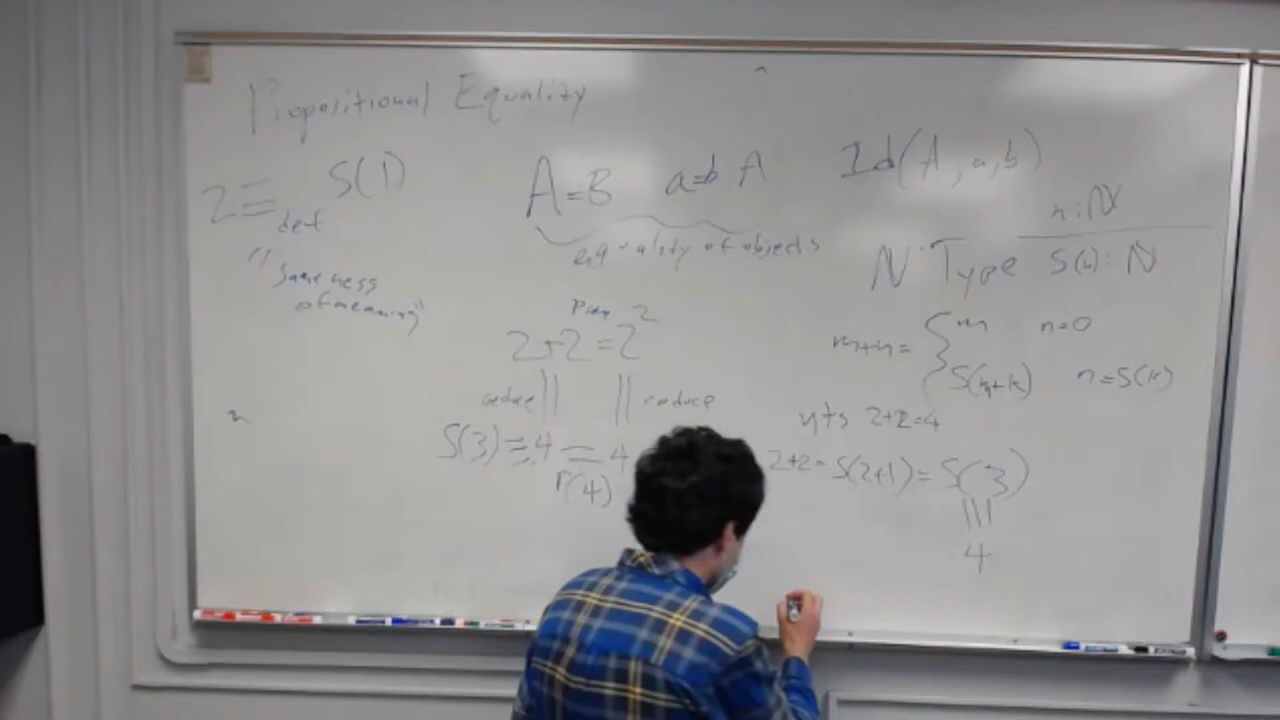 Propositional Equality
2 ≡def S(1)
"sameness
of meaning"
A=B a=b A
equality of objects
2+2=2²
reduce || || reduce
S(3) ≡ 4 = 4
r(4)
Id(A, a, b)
n:ℕ
ℕ Type S(n): ℕ
m+n= { m n=0
S(m+k) n=S(k)
wts 2+2=4
2+2= S(2+1) = S(3)
|||
4
n